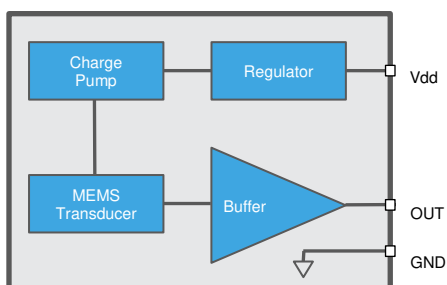 Charge
Pump
Regulator
Vdd
MEMS
Transducer
Buffer
OUT
GND